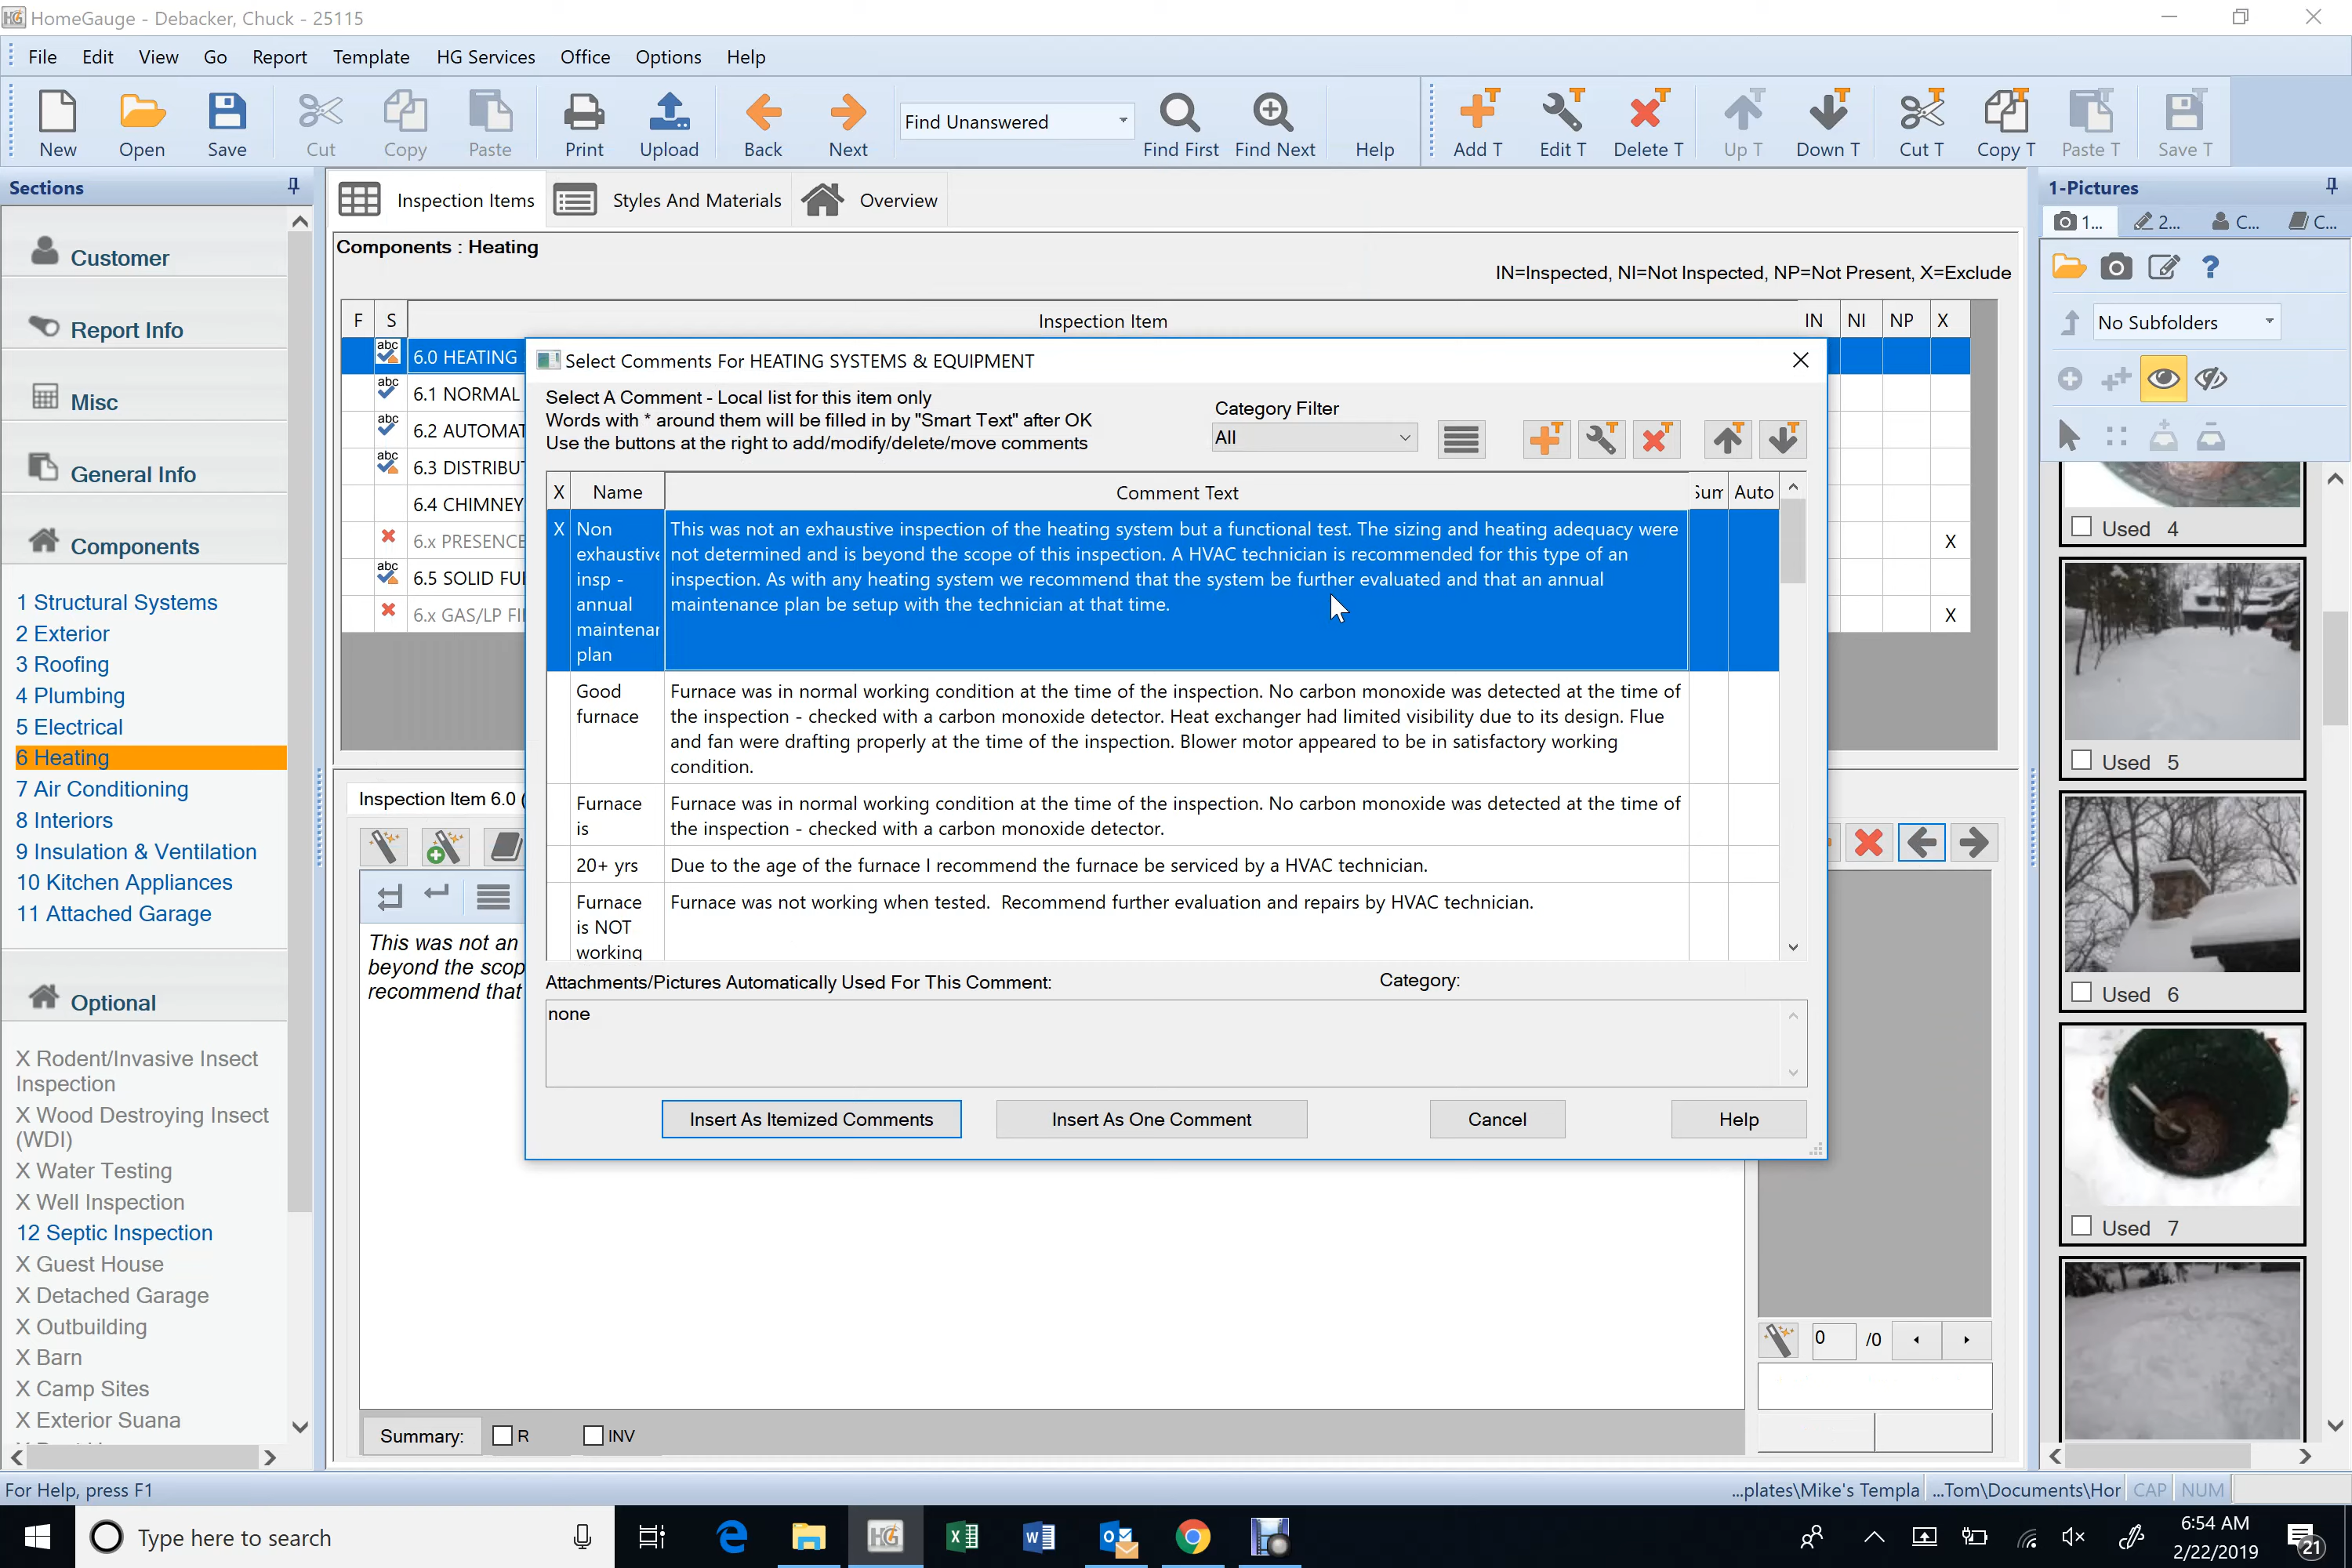 HomeGauge - Debacker, Chuck - 25115
File Edit View Go Report Template HG Services Office Options Help
New Open Save Cut Copy Paste Print Upload Back Next Find Unanswered Find First Find Next Help Add T Edit T Delete T Up T Down T Cut T Copy T Paste T Save T
Sections
Customer
Report Info
Misc
General Info
Components
1 Structural Systems
2 Exterior
3 Roofing
4 Plumbing
5 Electrical
6 Heating
7 Air Conditioning
8 Interiors
9 Insulation & Ventilation
10 Kitchen Appliances
11 Attached Garage
Optional
X Rodent/Invasive Insect
Inspection
X Wood Destroying Insect
(WDI)
X Water Testing
X Well Inspection
12 Septic Inspection
X Guest House
X Detached Garage
X Outbuilding
X Barn
X Camp Sites
X Exterior Suana
Inspection Items Styles And Materials Overview
Components : Heating
IN=Inspected, NI=Not Inspected, NP=Not Present, X=Exclude
F S Inspection Item IN NI NP X
abc 6.0 HEATING
abc 6.1 NORMAL
abc 6.2 AUTOMAT
abc 6.3 DISTRIBUT
6.4 CHIMNEY
6.x PRESENCE X
abc 6.5 SOLID FU
6.x GAS/LP FI X
Select Comments For HEATING SYSTEMS & EQUIPMENT
Select A Comment - Local list for this item only
Words with * around them will be filled in by "Smart Text" after OK
Use the buttons at the right to add/modify/delete/move comments
Category Filter
All
X Name Comment Text Sum Auto
X Non
exhaustive
insp -
annual
maintenar
plan
This was not an exhaustive inspection of the heating system but a functional test. The sizing and heating adequacy were
not determined and is beyond the scope of this inspection. A HVAC technician is recommended for this type of an
inspection. As with any heating system we recommend that the system be further evaluated and that an annual
maintenance plan be setup with the technician at that time.
Good
furnace
Furnace was in normal working condition at the time of the inspection. No carbon monoxide was detected at the time of
the inspection - checked with a carbon monoxide detector. Heat exchanger had limited visibility due to its design. Flue
and fan were drafting properly at the time of the inspection. Blower motor appeared to be in satisfactory working
condition.
Furnace
is
Furnace was in normal working condition at the time of the inspection. No carbon monoxide was detected at the time of
the inspection - checked with a carbon monoxide detector.
20+ yrs Due to the age of the furnace I recommend the furnace be serviced by a HVAC technician.
Furnace
is NOT
working
Furnace was not working when tested. Recommend further evaluation and repairs by HVAC technician.
Attachments/Pictures Automatically Used For This Comment:
Category:
none
Insert As Itemized Comments Insert As One Comment Cancel Help
Inspection Item 6.0 (
This was not an
beyond the scop
recommend that
0 /0
Summary: R INV
1-Pictures
1... 2... C... C...
No Subfolders
Used 4
Used 5
Used 6
Used 7
For Help, press F1
...plates\Mike's Templa ...Tom\Documents\Hor CAP NUM
Type here to search
6:54 AM
2/22/2019
21